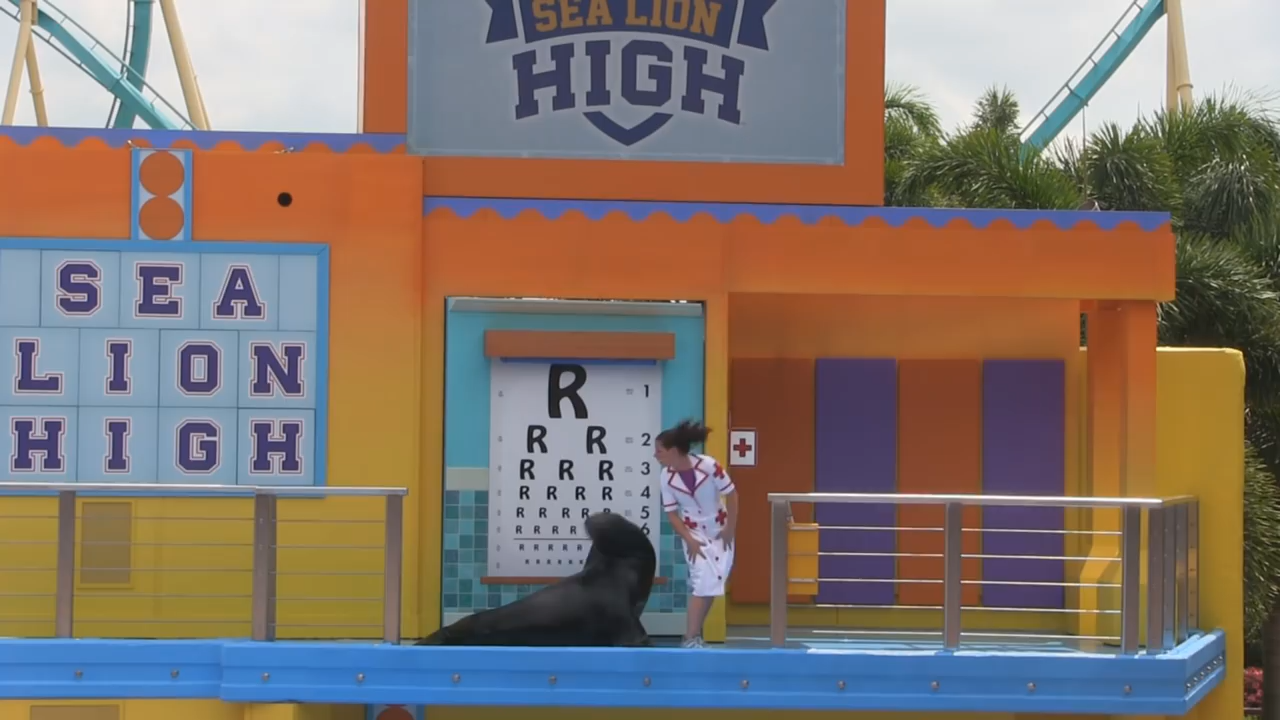 SEA LION
HIGH
SEA
LION
HIGH
R 1
R R 2
R R R 3
R R R R 4
R R R R R 5
R R R R R R 6
R R R R R
R R R R R R